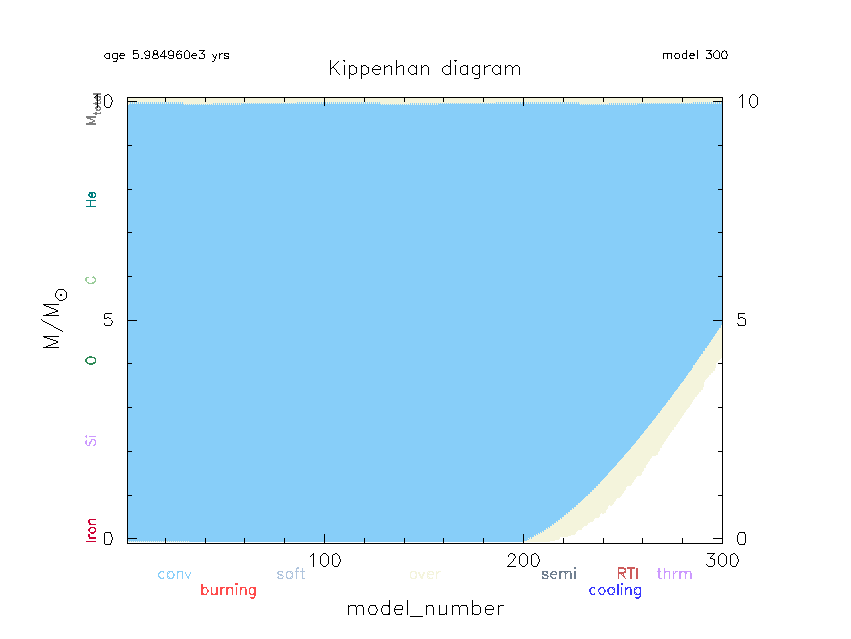 age 5.984960e3 yrs
model 300
Kippenhan diagram
10
10
M_total
He
C
5
5
M/M☉
O
Si
Iron
0
0
100
200
300
conv
soft
over
semi
RTI
thrm
burning
cooling
model_number